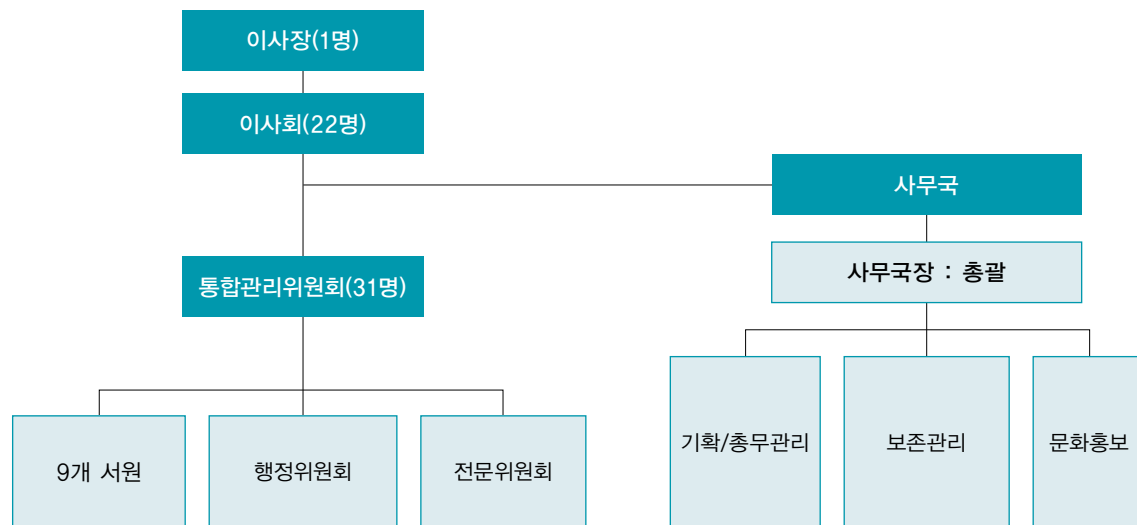 이사장(1명)
이사회(22명)
사무국
통합관리위원회(31명)
사무국장 : 총괄
기획/총무관리
보존관리
문화홍보
9개 서원
행정위원회
전문위원회